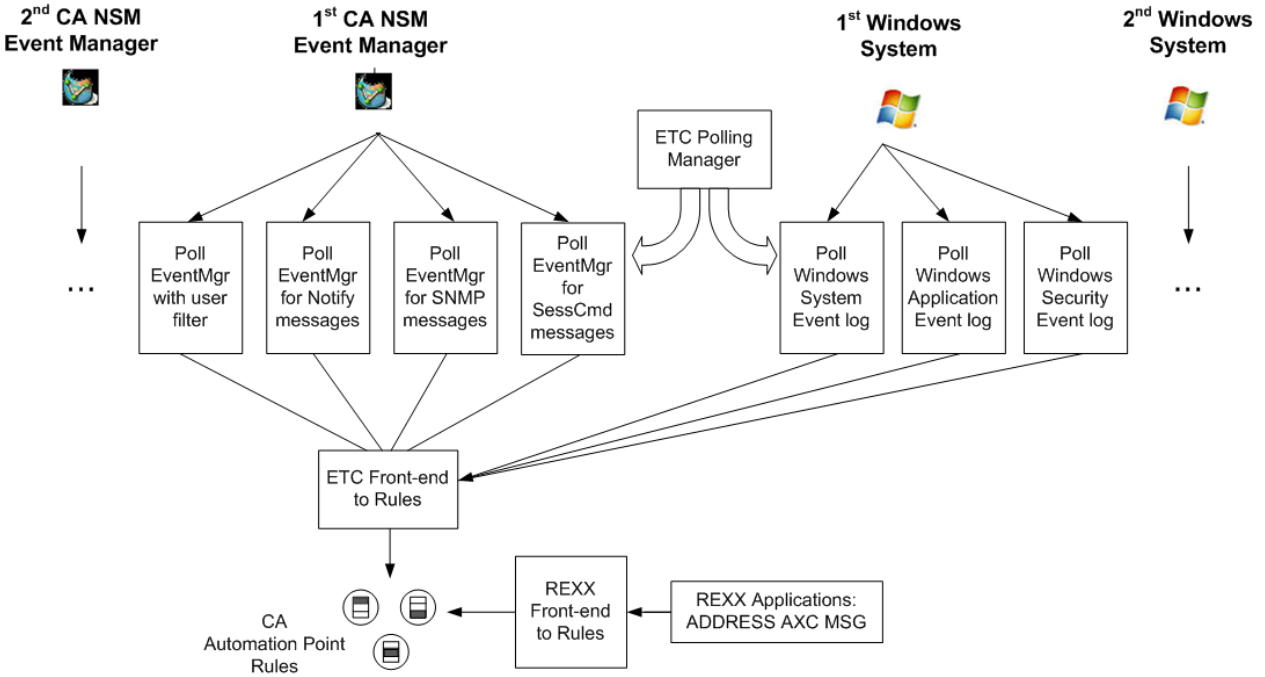 2nd CA NSM
Event Manager
1st CA NSM
Event Manager
1st Windows
System
2nd Windows
System
ETC Polling
Manager
...
Poll
EventMgr
with user
filter
Poll
EventMgr
for Notify
messages
Poll
EventMgr
for SNMP
messages
Poll
EventMgr
for
SessCmd
messages
Poll
Windows
System
Event log
Poll
Windows
Application
Event log
Poll
Windows
Security
Event log
...
ETC Front-end
to Rules
CA
Automation Point
Rules
REXX
Front-end
to Rules
REXX Applications:
ADDRESS AXC MSG